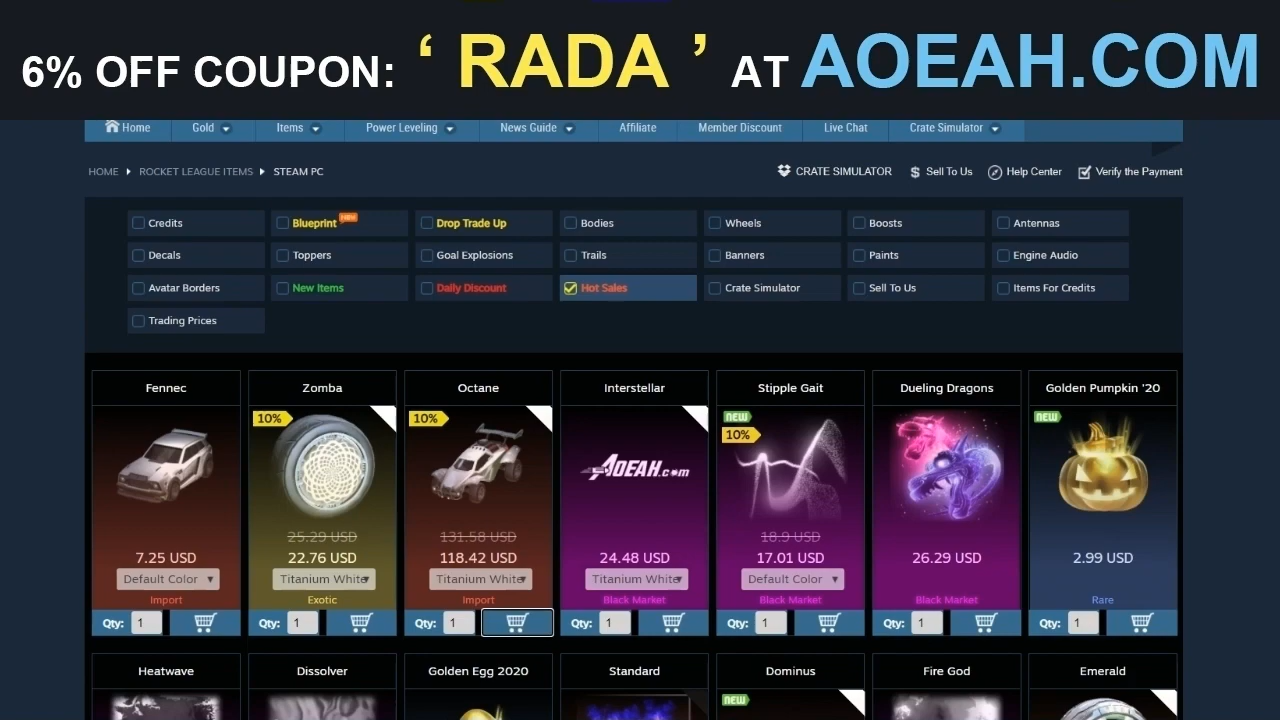 6% OFF COUPON: ‘ RADA ’ AT AOEAH.COM
Home Gold Items Power Leveling News Guide Affiliate Member Discount Live Chat Crate Simulator
HOME ROCKET LEAGUE ITEMS STEAM PC CRATE SIMULATOR $ Sell To Us Help Center Verify the Payment
Credits Blueprint NEW Drop Trade Up Bodies Wheels Boosts Antennas
Decals Toppers Goal Explosions Trails Banners Paints Engine Audio
Avatar Borders New Items Daily Discount Hot Sales Crate Simulator Sell To Us Items For Credits
Trading Prices
Fennec Zomba Octane Interstellar Stipple Gait Dueling Dragons Golden Pumpkin '20
10% 10% NEW NEW
10%
AOEAH.com
25.29 USD 131.58 USD 18.9 USD
7.25 USD 22.76 USD 118.42 USD 24.48 USD 17.01 USD 26.29 USD 2.99 USD
Default Color Titanium White Titanium White Titanium White Default Color
Import Exotic Import Black Market Black Market Black Market Rare
Qty: 1 Qty: 1 Qty: 1 Qty: 1 Qty: 1 Qty: 1 Qty: 1
Heatwave Dissolver Golden Egg 2020 Standard Dominus Fire God Emerald
NEW